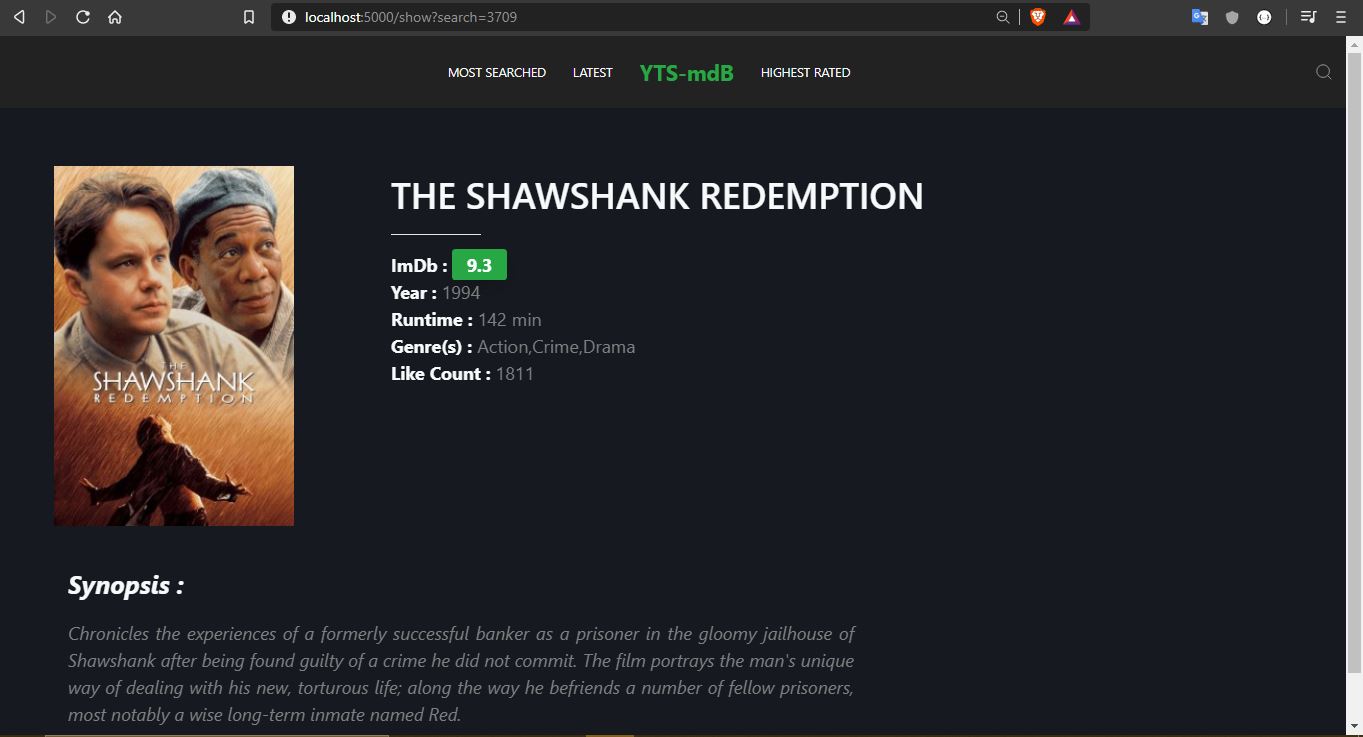 localhost:5000/show?search=3709
MOST SEARCHED LATEST YTS-mdB HIGHEST RATED
THE SHAWSHANK REDEMPTION
ImDb : 9.3
Year : 1994
Runtime : 142 min
Genre(s) : Action,Crime,Drama
Like Count : 1811
THE
SHAWSHANK
REDEMPTION
Synopsis :
Chronicles the experiences of a formerly successful banker as a prisoner in the gloomy jailhouse of
Shawshank after being found guilty of a crime he did not commit. The film portrays the man's unique
way of dealing with his new, torturous life; along the way he befriends a number of fellow prisoners,
most notably a wise long-term inmate named Red.